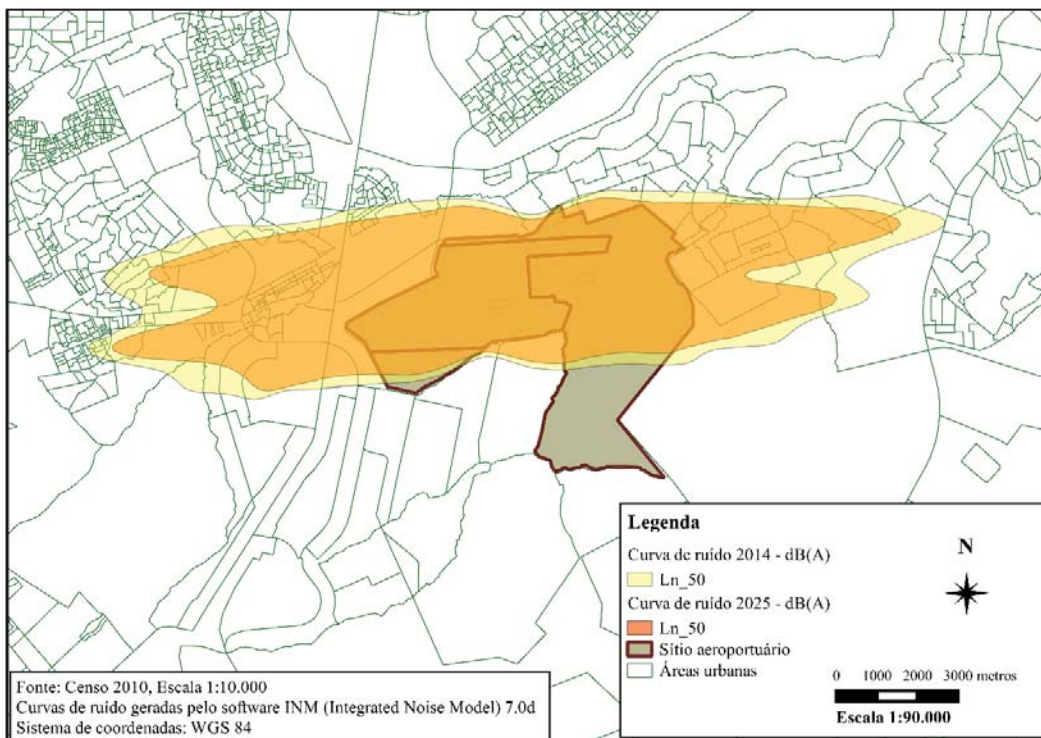 Legenda
Curva de ruído 2014 - dB(A)
Ln_50
Curva de ruído 2025 - dB(A)
Ln_50
Sítio aeroportuário
Áreas urbanas
N
0 1000 2000 3000 metros
Escala 1:90.000
Fonte: Censo 2010, Escala 1:10.000
Curvas de ruído geradas pelo software INM (Integrated Noise Model) 7.0d
Sistema de coordenadas: WGS 84